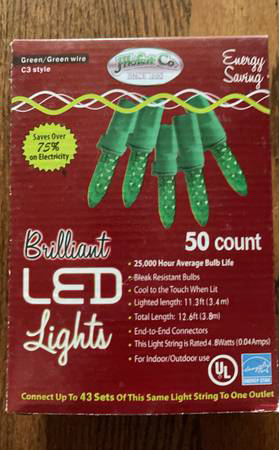 Green/Green wire
C3 style
Holiday Co.
SINCE
Energy
Saving
Saves Over
75%
on Electricity
50 count
Brilliant
LED
Lights
• 25,000 Hour Average Bulb Life
• Bleak Resistant Bulbs
• Cool to the Touch When Lit
• Lighted length: 11.3ft (3.4m)
• Total Length: 12.6ft (3.8m)
• End-to-End Connectors
• This Light String is Rated 4.8Watts (0.04Amps)
• For Indoor/Outdoor use
UL
ENERGY STAR
Connect Up to 43 Sets Of This Same Light String To One Outlet